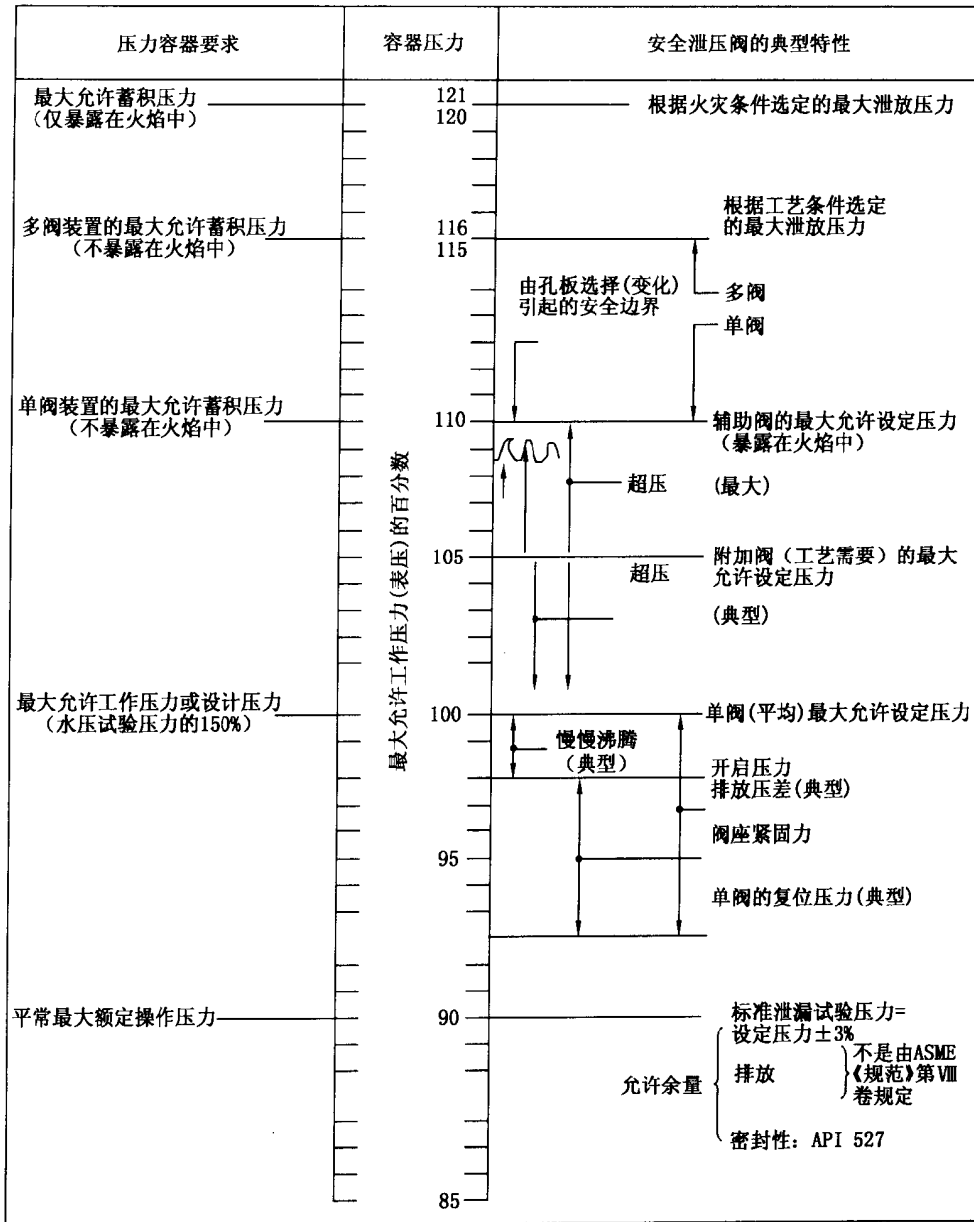 压力容器要求
容器压力
安全泄压阀的典型特性
最大允许蓄积压力
(仅暴露在火焰中)
121
120
根据火灾条件选定的最大泄放压力
多阀装置的最大允许蓄积压力
(不暴露在火焰中)
116
115
根据工艺条件选定
的最大泄放压力
由孔板选择(变化)
引起的安全边界
多阀
单阀
单阀装置的最大允许蓄积压力
(不暴露在火焰中)
110
辅助阀的最大允许设定压力
(暴露在火焰中)
最大允许工作压力(表压)的百分数
超压
(最大)
105
附加阀（工艺需要）的最大
允许设定压力
超压
(典型)
最大允许工作压力或设计压力
(水压试验压力的150%)
100
单阀(平均)最大允许设定压力
慢慢沸腾
(典型)
开启压力
排放压差(典型)
阀座紧固力
95
单阀的复位压力(典型)
平常最大额定操作压力
90
标准泄漏试验压力=
设定压力±3%
允许余量
排放
不是由ASME
《规范》第Ⅷ
卷规定
密封性: API 527
85